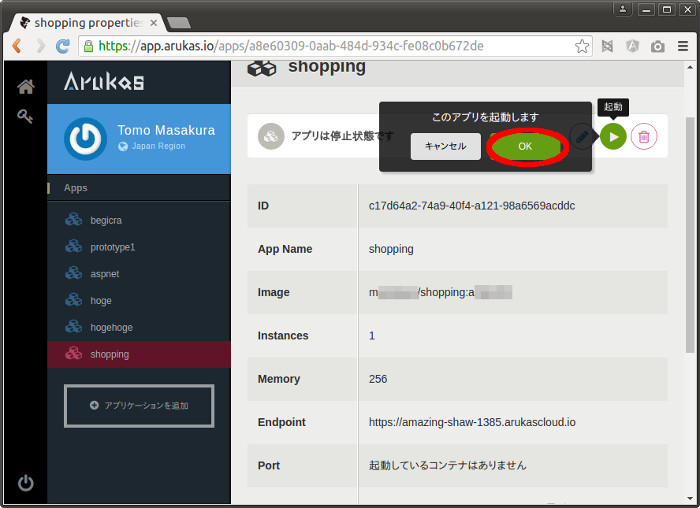 shopping properties
https://app.arukas.io/apps/a8e60309-0aab-484d-934c-fe08c0b672de
Arukas
Tomo Masakura
Japan Region
Apps
begicra
prototype1
aspnet
hoge
hogehoge
shopping
アプリケーションを追加
shopping
起動
このアプリを起動します
キャンセル
OK
アプリは停止状態です
ID c17d64a2-74a9-40f4-a121-98a6569acddc
App Name shopping
Image m /shopping:a
Instances 1
Memory 256
Endpoint https://amazing-shaw-1385.arukascloud.io
Port 起動しているコンテナはありません